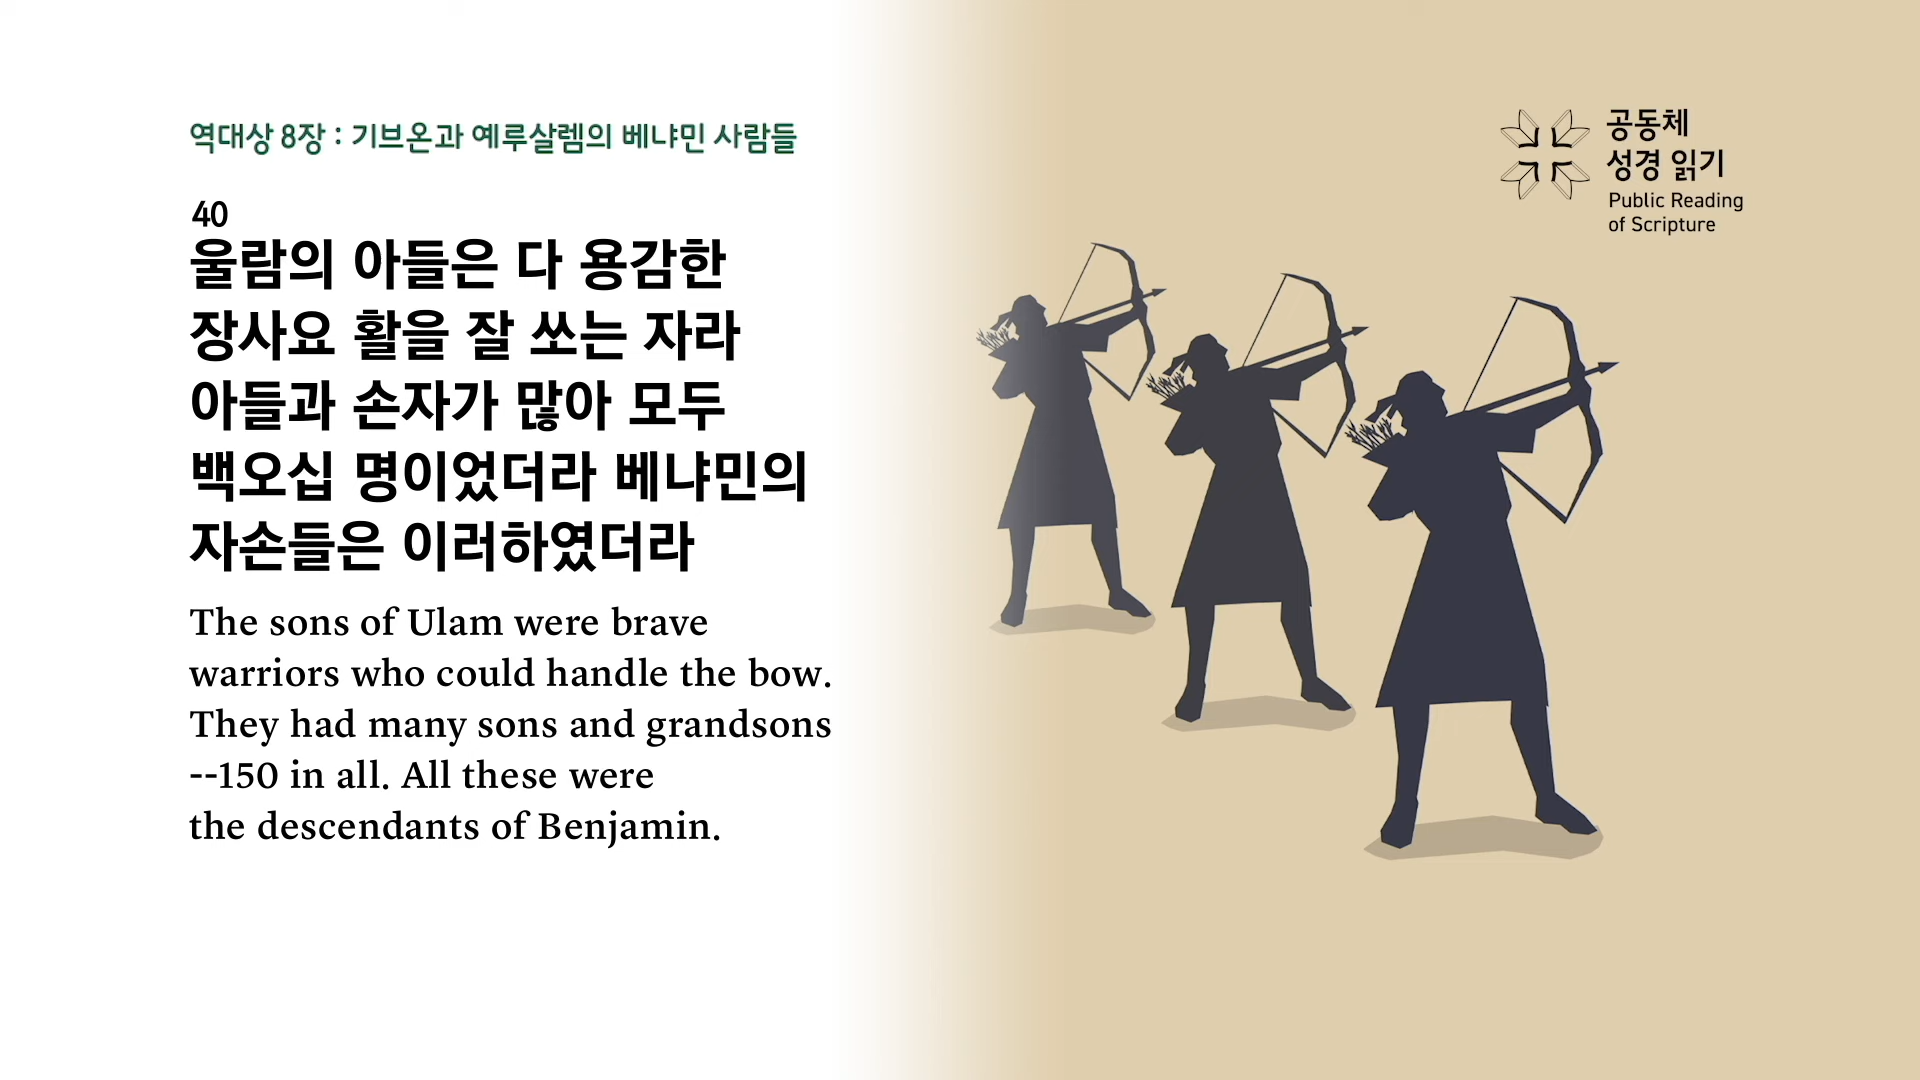 역대상 8장 : 기브온과 예루살렘의 베냐민 사람들
40
울람의 아들은 다 용감한
장사요 활을 잘 쏘는 자라
아들과 손자가 많아 모두
백오십 명이었더라 베냐민의
자손들은 이러하였더라
The sons of Ulam were brave
warriors who could handle the bow.
They had many sons and grandsons
--150 in all. All these were
the descendants of Benjamin.
공동체
성경 읽기
Public Reading
of Scripture